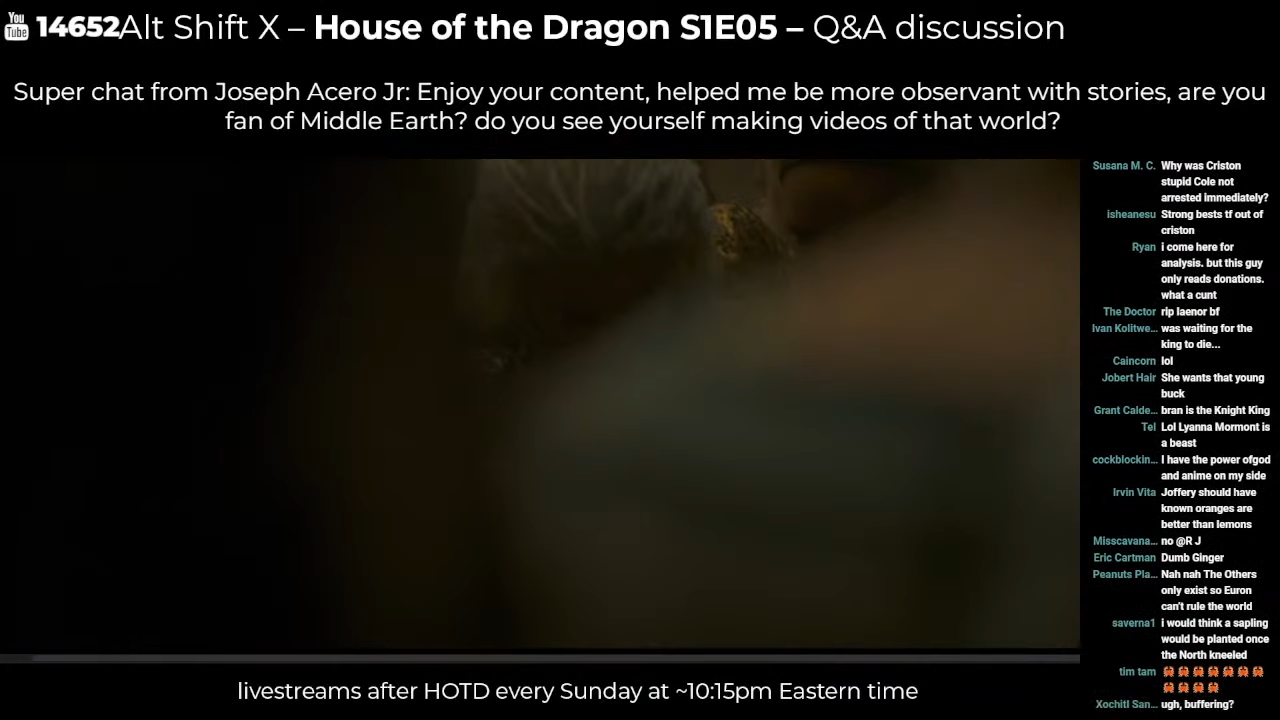 You
Tube
14652 Alt Shift X – House of the Dragon S1E05 – Q&A discussion
Super chat from Joseph Acero Jr: Enjoy your content, helped me be more observant with stories, are you
fan of Middle Earth? do you see yourself making videos of that world?
Susana M. C. Why was Criston
stupid Cole not
arrested immediately?
isheanesu Strong bests tf out of
criston
Ryan i come here for
analysis. but this guy
only reads donations.
what a cunt
The Doctor rip laenor bf
Ivan Kolitwe... was waiting for the
king to die...
Caincorn lol
Jobert Hair She wants that young
buck
Grant Calde... bran is the Knight King
Tel Lol Lyanna Mormont is
a beast
cockblockin... I have the power ofgod
and anime on my side
Irvin Vita Joffery should have
known oranges are
better than lemons
Misscavana... no @R J
Eric Cartman Dumb Ginger
Peanuts Pla... Nah nah The Others
only exist so Euron
can't rule the world
saverna1 i would think a sapling
would be planted once
the North kneeled
tim tam 🦀🦀🦀🦀🦀🦀🦀
🦀🦀🦀🦀
Xochitl San... ugh, buffering?
livestreams after HOTD every Sunday at ~10:15pm Eastern time